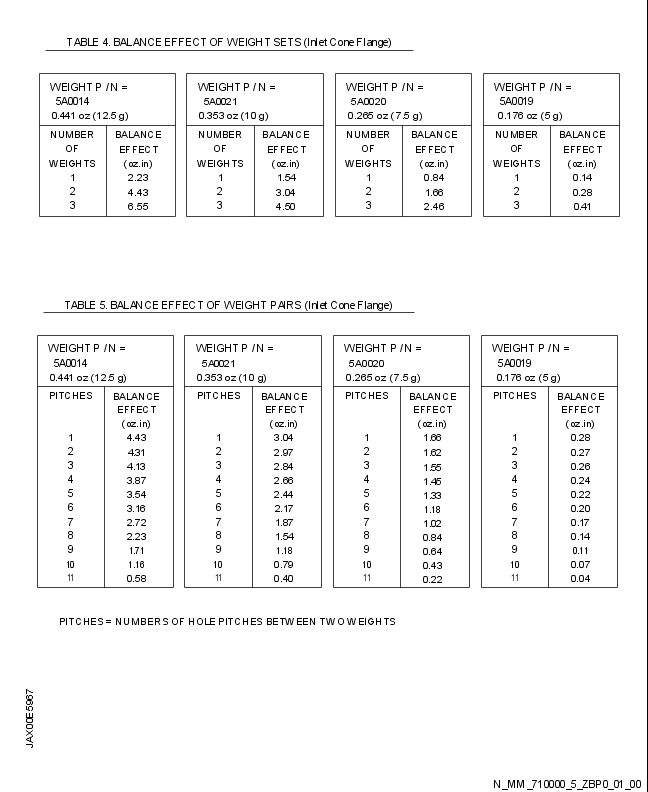 TABLE 4. BALANCE EFFECT OF WEIGHT SETS (Inlet Cone Flange)
WEIGHT P / N =
5A0014
0.441 oz (12.5 g)
NUMBER OF WEIGHTS BALANCE EFFECT (oz.in)
1 2.23
2 4.43
3 6.55
WEIGHT P / N =
5A0021
0.353 oz (10 g)
NUMBER OF WEIGHTS BALANCE EFFECT (oz.in)
1 1.54
2 3.04
3 4.50
WEIGHT P / N =
5A0020
0.265 oz (7.5 g)
NUMBER OF WEIGHTS BALANCE EFFECT (oz.in)
1 0.84
2 1.66
3 2.46
WEIGHT P / N =
5A0019
0.176 oz (5 g)
NUMBER OF WEIGHTS BALANCE EFFECT (oz.in)
1 0.14
2 0.28
3 0.41
TABLE 5. BALANCE EFFECT OF WEIGHT PAIRS (Inlet Cone Flange)
WEIGHT P / N =
5A0014
0.441 oz (12.5 g)
PITCHES BALANCE EFFECT (oz.in)
1 4.43
2 4.31
3 4.13
4 3.87
5 3.54
6 3.16
7 2.72
8 2.23
9 1.71
10 1.16
11 0.58
WEIGHT P / N =
5A0021
0.353 oz (10 g)
PITCHES BALANCE EFFECT (oz.in)
1 3.04
2 2.97
3 2.84
4 2.66
5 2.44
6 2.17
7 1.87
8 1.54
9 1.18
10 0.79
11 0.40
WEIGHT P / N =
5A0020
0.265 oz (7.5 g)
PITCHES BALANCE EFFECT (oz.in)
1 1.66
2 1.62
3 1.55
4 1.45
5 1.33
6 1.18
7 1.02
8 0.84
9 0.64
10 0.43
11 0.22
WEIGHT P / N =
5A0019
0.176 oz (5 g)
PITCHES BALANCE EFFECT (oz.in)
1 0.28
2 0.27
3 0.26
4 0.24
5 0.22
6 0.20
7 0.17
8 0.14
9 0.11
10 0.07
11 0.04
PITCHES = NUMBERS OF HOLE PITCHES BETWEEN TWO WEIGHTS
JAX00E5967
N_MM_710000_5_ZBP0_01_00